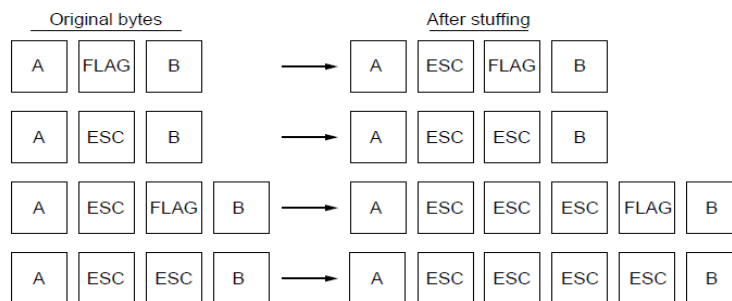 Original bytes After stuffing
A FLAG B A ESC FLAG B
A ESC B A ESC ESC B
A ESC FLAG B A ESC ESC ESC FLAG B
A ESC ESC B A ESC ESC ESC ESC B